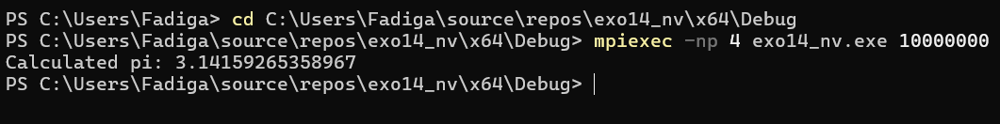 PS C:\Users\Fadiga> cd C:\Users\Fadiga\source\repos\exo14_nv\x64\Debug
PS C:\Users\Fadiga\source\repos\exo14_nv\x64\Debug> mpiexec -np 4 exo14_nv.exe 10000000
Calculated pi: 3.14159265358967
PS C:\Users\Fadiga\source\repos\exo14_nv\x64\Debug>